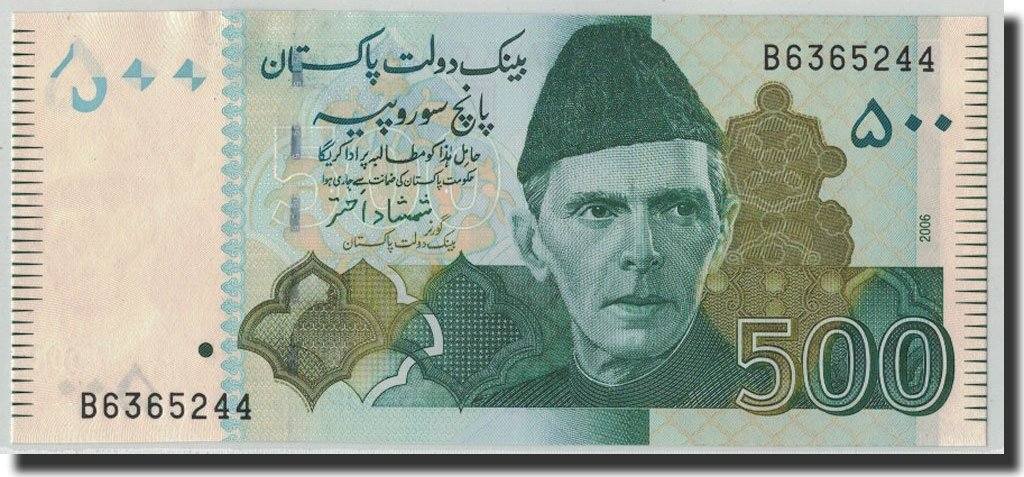 بینک دولت پاکستان
B6365244
۵۰۰
پانچ سو روپیہ
۵۰۰
حامل ہٰذا کو مطالبہ پر ادا کریگا
حکومت پاکستان کی ضمانت سے جاری ہوا
شمشاد اختر
گورنر
بینک دولت پاکستان
500
2006
500
B6365244